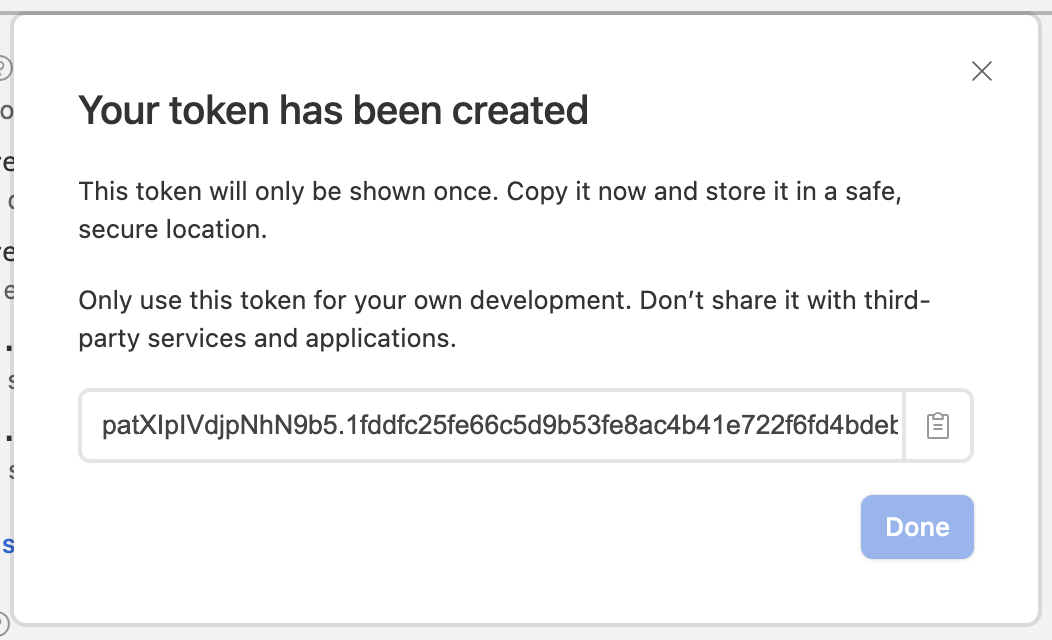 Your token has been created
This token will only be shown once. Copy it now and store it in a safe,
secure location.
Only use this token for your own development. Don’t share it with third-
party services and applications.
patXIpIVdjpNhN9b5.1fddfc25fe66c5d9b53fe8ac4b41e722f6fd4bdeb
Done